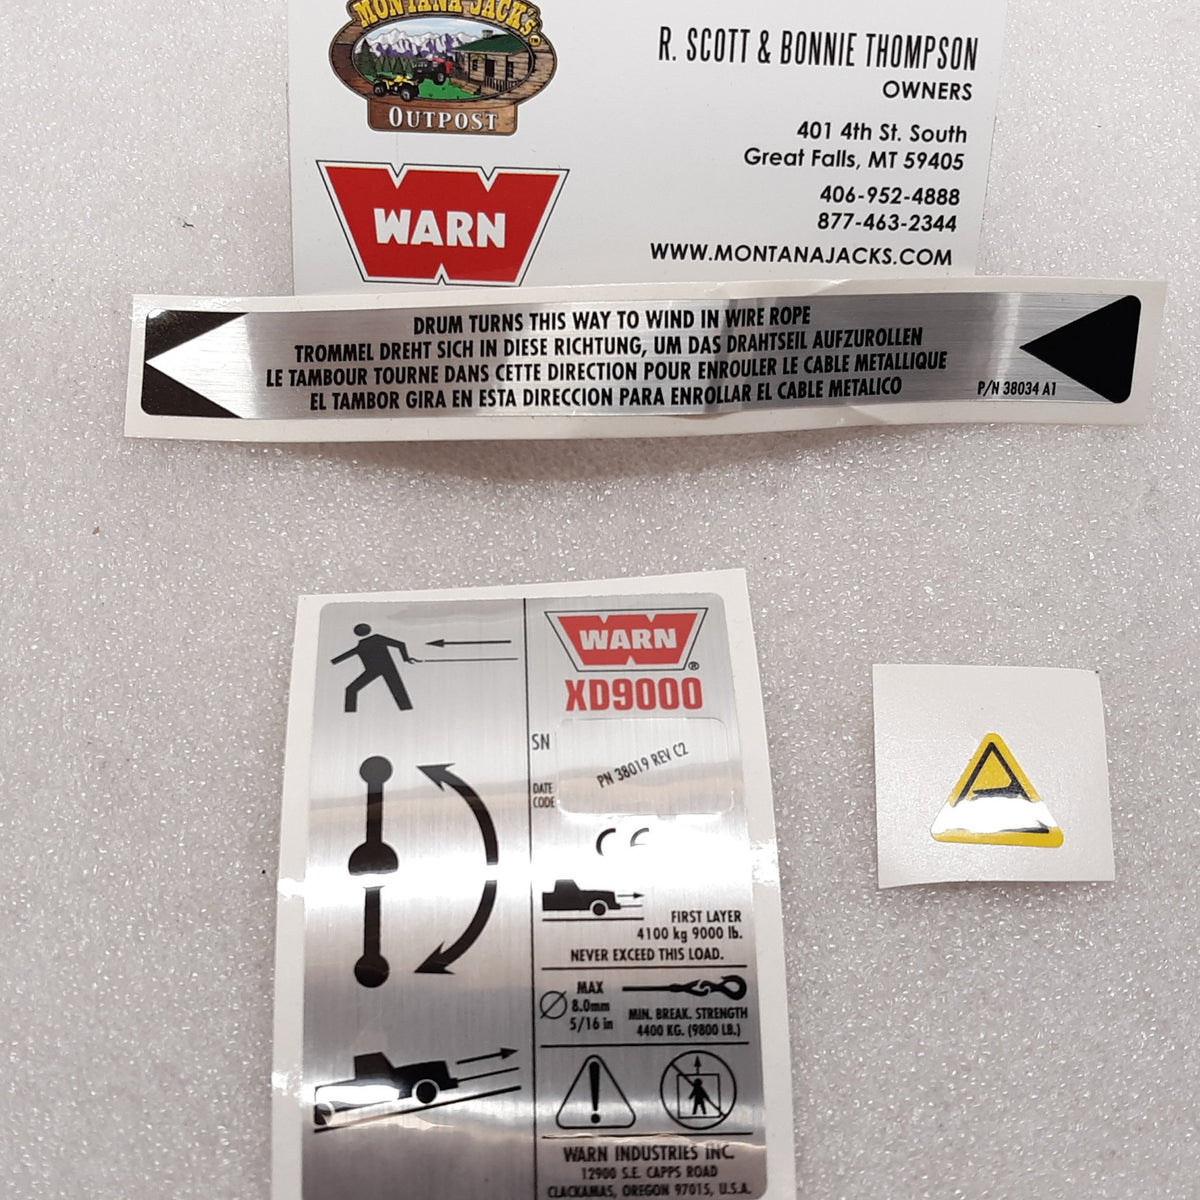 MONTANA JACK'S
™
OUTPOST
WARN
R. SCOTT & BONNIE THOMPSON
OWNERS
401 4th St. South
Great Falls, MT 59405
406-952-4888
877-463-2344
WWW.MONTANAJACKS.COM
DRUM TURNS THIS WAY TO WIND IN WIRE ROPE
TROMMEL DREHT SICH IN DIESE RICHTUNG, UM DAS DRAHTSEIL AUFZUROLLEN
LE TAMBOUR TOURNE DANS CETTE DIRECTION POUR ENROULER LE CABLE METALLIQUE
EL TAMBOR GIRA EN ESTA DIRECCION PARA ENROLLAR EL CABLE METALICO
P/N 38034 A1
WARN®
XD9000
SN
PN 38019 REV C2
DATE
CODE
CE
FIRST LAYER
4100 kg 9000 lb.
NEVER EXCEED THIS LOAD.
MAX
8.0mm
5/16 in
MIN. BREAK. STRENGTH
4400 KG. (9800 LB.)
WARN INDUSTRIES INC.
12900 S.E. CAPPS ROAD
CLACKAMAS, OREGON 97015, U.S.A.